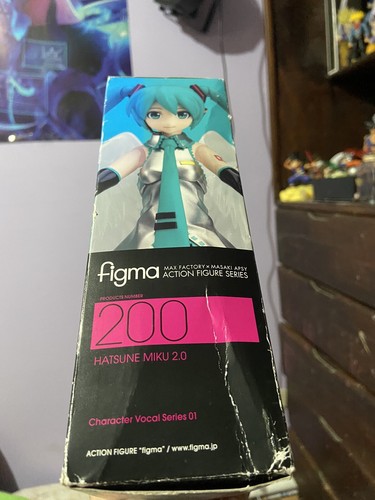 figma MAX FACTORY × MASAKI APSY
ACTION FIGURE SERIES
PRODUCTS NUMBER
200
HATSUNE MIKU 2.0
Character Vocal Series 01
ACTION FIGURE "figma" / www.figma.jp